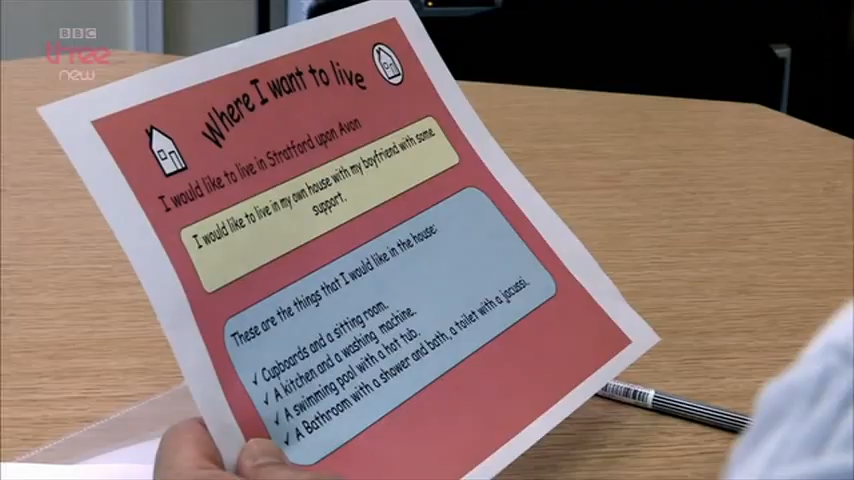 BBC
three
new
Where I want to live
I would like to live in Stratford upon Avon
I would like to live in my own house with my boyfriend with some
support.
These are the things that I would like in the house:
✓ Cupboards and a sitting room.
✓ A kitchen and a washing machine.
✓ A swimming pool with a hot tub.
✓ A Bathroom with a shower and bath, a toilet with a jacussi.